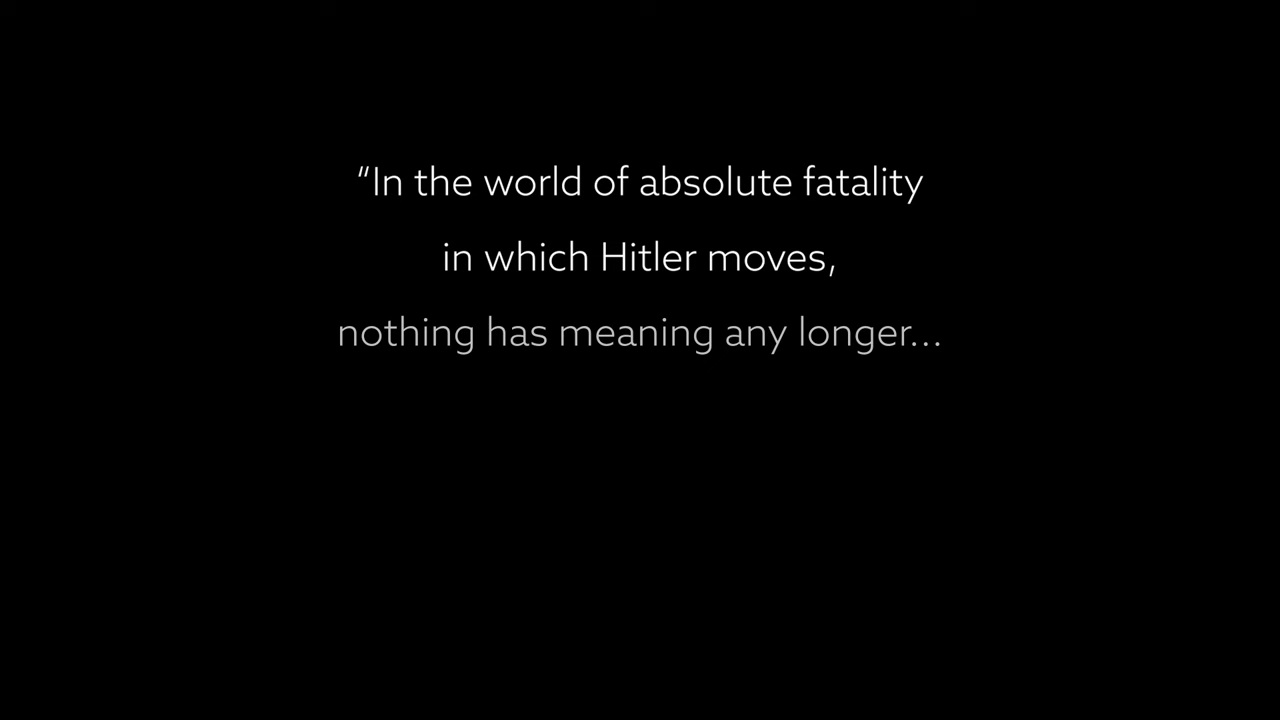 “In the world of absolute fatality
in which Hitler moves,
nothing has meaning any longer...